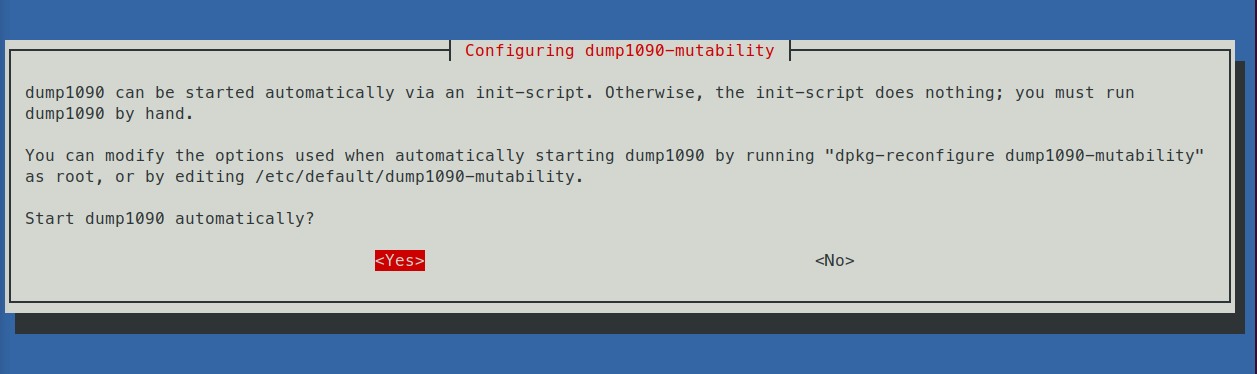 Configuring dump1090-mutability
dump1090 can be started automatically via an init-script. Otherwise, the init-script does nothing; you must run
dump1090 by hand.
You can modify the options used when automatically starting dump1090 by running "dpkg-reconfigure dump1090-mutability"
as root, or by editing /etc/default/dump1090-mutability.
Start dump1090 automatically?
<Yes> <No>